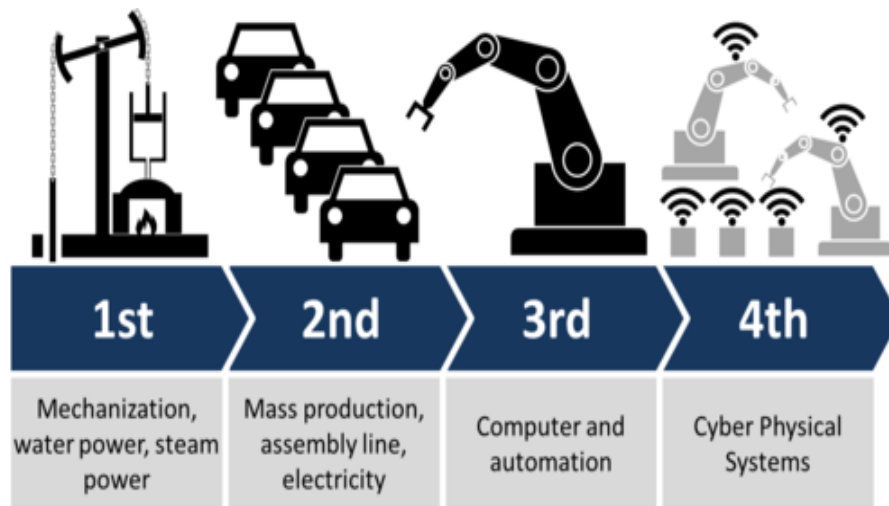 1st
2nd
3rd
4th
Mechanization,
water power, steam
power
Mass production,
assembly line,
electricity
Computer and
automation
Cyber Physical
Systems